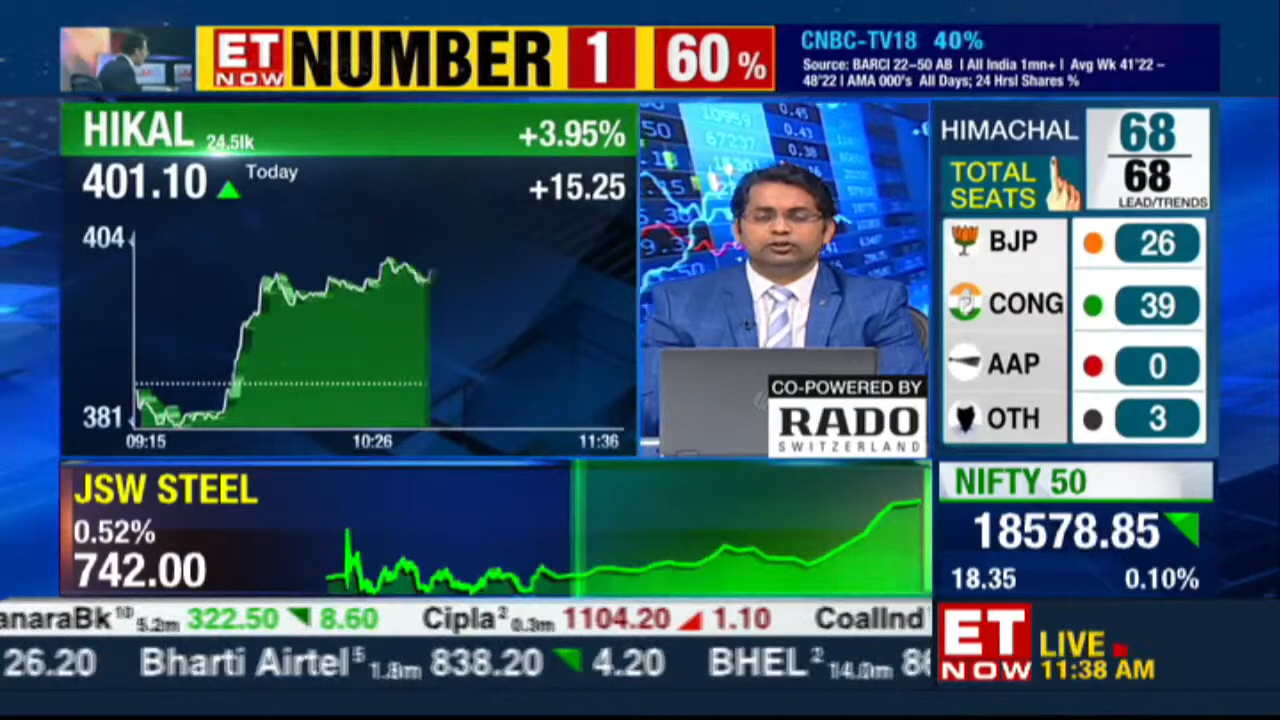 ET NOW NUMBER 1 60%
CNBC-TV18 40%
Source: BARCI 22-50 AB I All India 1mn+ I Avg Wk 41'22 -
48'22 I AMA 000's All Days; 24 Hrsl Shares %
HIKAL 24.5lk +3.95%
401.10 Today +15.25
404
381
09:15 10:26 11:36
CO-POWERED BY
RADO
SWITZERLAND
HIMACHAL 68
TOTAL SEATS 68
LEAD/TRENDS
BJP 26
CONG 39
AAP 0
OTH 3
JSW STEEL
0.52%
742.00
NIFTY 50
18578.85
18.35 0.10%
anaraBk 5.2m 322.50 8.60 Cipla 2 0.3m 1104.20 1.10 CoalInd
26.20 Bharti Airtel 5 1.8m 838.20 4.20 BHEL 2 14.0m
ET NOW
LIVE
11:38 AM